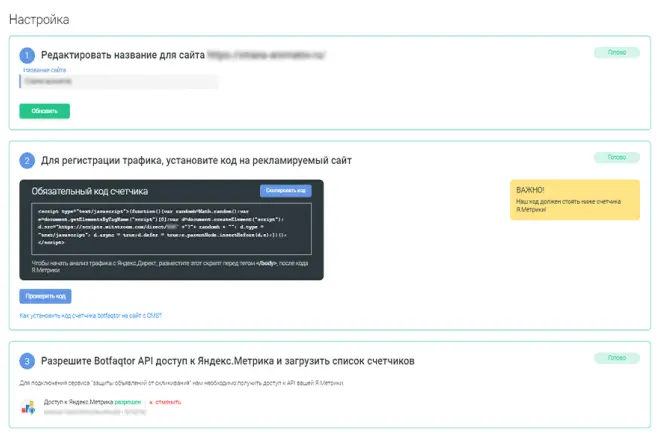 Настройка
1 Редактировать название для сайта
Готово
Название сайта
Обновить
2 Для регистрации трафика, установите код на рекламируемый сайт
Готово
Обязательный код счетчика
Скопировать код
<script type="text/javascript">(function(){var random=Math.random();var
e=document.getElementsByTagName("script")[0];var d=document.createElement("script");
d.src="https://scripts.witstroom.com/direct/ +"?"+ random + ""; d.type =
"text/javascript"; d.async = true;d.defer = true;e.parentNode.insertBefore(d,e);})();
</script>
Чтобы начать анализ трафика с Яндекс.Директ, разместите этот скрипт перед тегом </body>, после кода
Я.Метрики
ВАЖНО!
Наш код должен стоять ниже счетчика
Я.Метрики!
Проверить код
Как установить код счетчика botfaqtor на сайт с CMS?
3 Разрешите Botfaqtor API доступ к Яндекс.Метрика и загрузить список счетчиков
Готово
Для подключения сервиса "защиты объявлений от скликивания" нам необходимо получить доступ к API вашей Я.Метрики.
Доступ к Яндекс.Метрика разрешен | × отменить